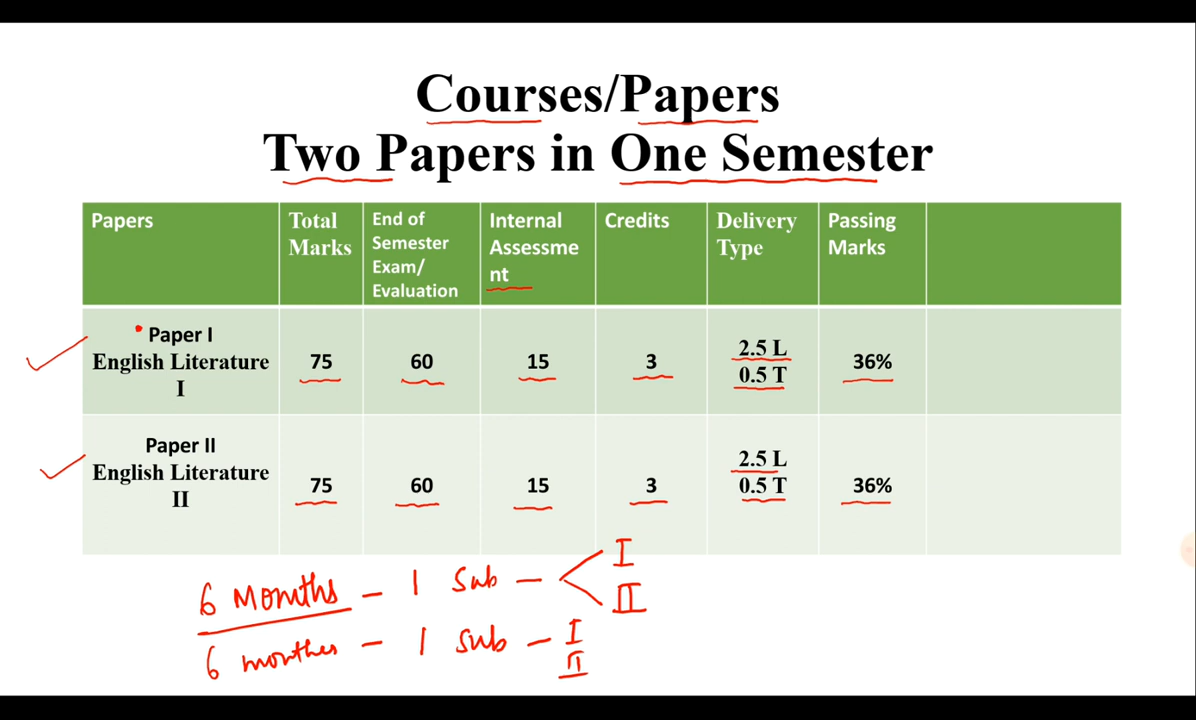 Courses/Papers
Two Papers in One Semester
Papers
Total
Marks
End of
Semester
Exam/
Evaluation
Internal
Assessme
nt
Credits
Delivery
Type
Passing
Marks
Paper I
English Literature
I
75
60
15
3
2.5 L
0.5 T
36%
Paper II
English Literature
II
75
60
15
3
2.5 L
0.5 T
36%
6 Months - 1 Sub - I
II
6 monthes - 1 sub - I
II